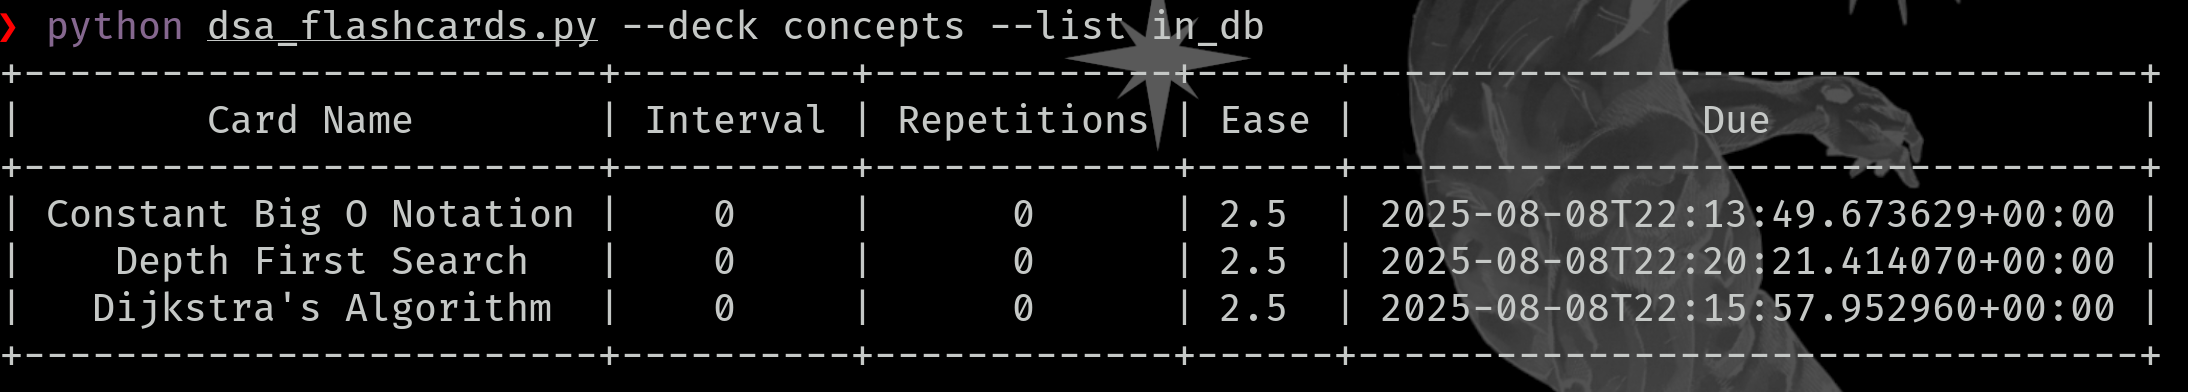 ❯ python dsa_flashcards.py --deck concepts --list in_db
+-------------------------+----------+-------------+------+----------------------------------+
|        Card Name        | Interval | Repetitions | Ease |               Due                |
+-------------------------+----------+-------------+------+----------------------------------+
| Constant Big O Notation |    0     |      0      | 2.5  | 2025-08-08T22:13:49.673629+00:00 |
|    Depth First Search   |    0     |      0      | 2.5  | 2025-08-08T22:20:21.414070+00:00 |
|   Dijkstra's Algorithm  |    0     |      0      | 2.5  | 2025-08-08T22:15:57.952960+00:00 |
+-------------------------+----------+-------------+------+----------------------------------+